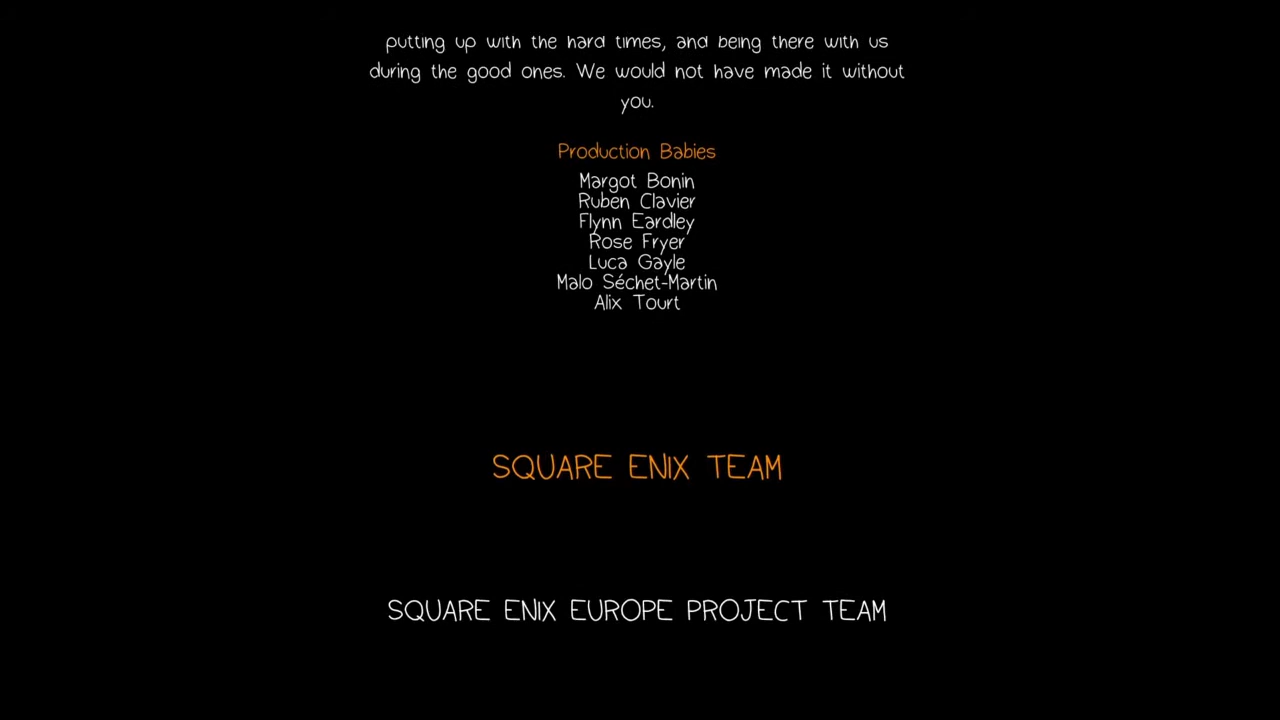 putting up with the hard times, and being there with us
during the good ones. We would not have made it without
you.
Production Babies
Margot Bonin
Ruben Clavier
Flynn Eardley
Rose Fryer
Luca Gayle
Malo Séchet-Martin
Alix Tourt
SQUARE ENIX TEAM
SQUARE ENIX EUROPE PROJECT TEAM